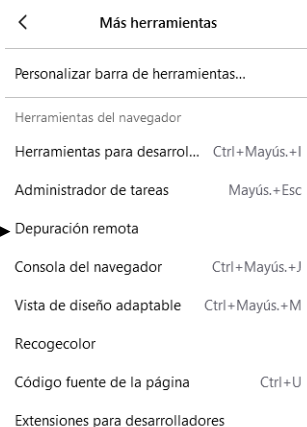 Más herramientas
Personalizar barra de herramientas...
Herramientas del navegador
Herramientas para desarrol... Ctrl+Mayús.+I
Administrador de tareas Mayús.+Esc
Depuración remota
Consola del navegador Ctrl+Mayús.+J
Vista de diseño adaptable Ctrl+Mayús.+M
Recogecolor
Código fuente de la página Ctrl+U
Extensiones para desarrolladores